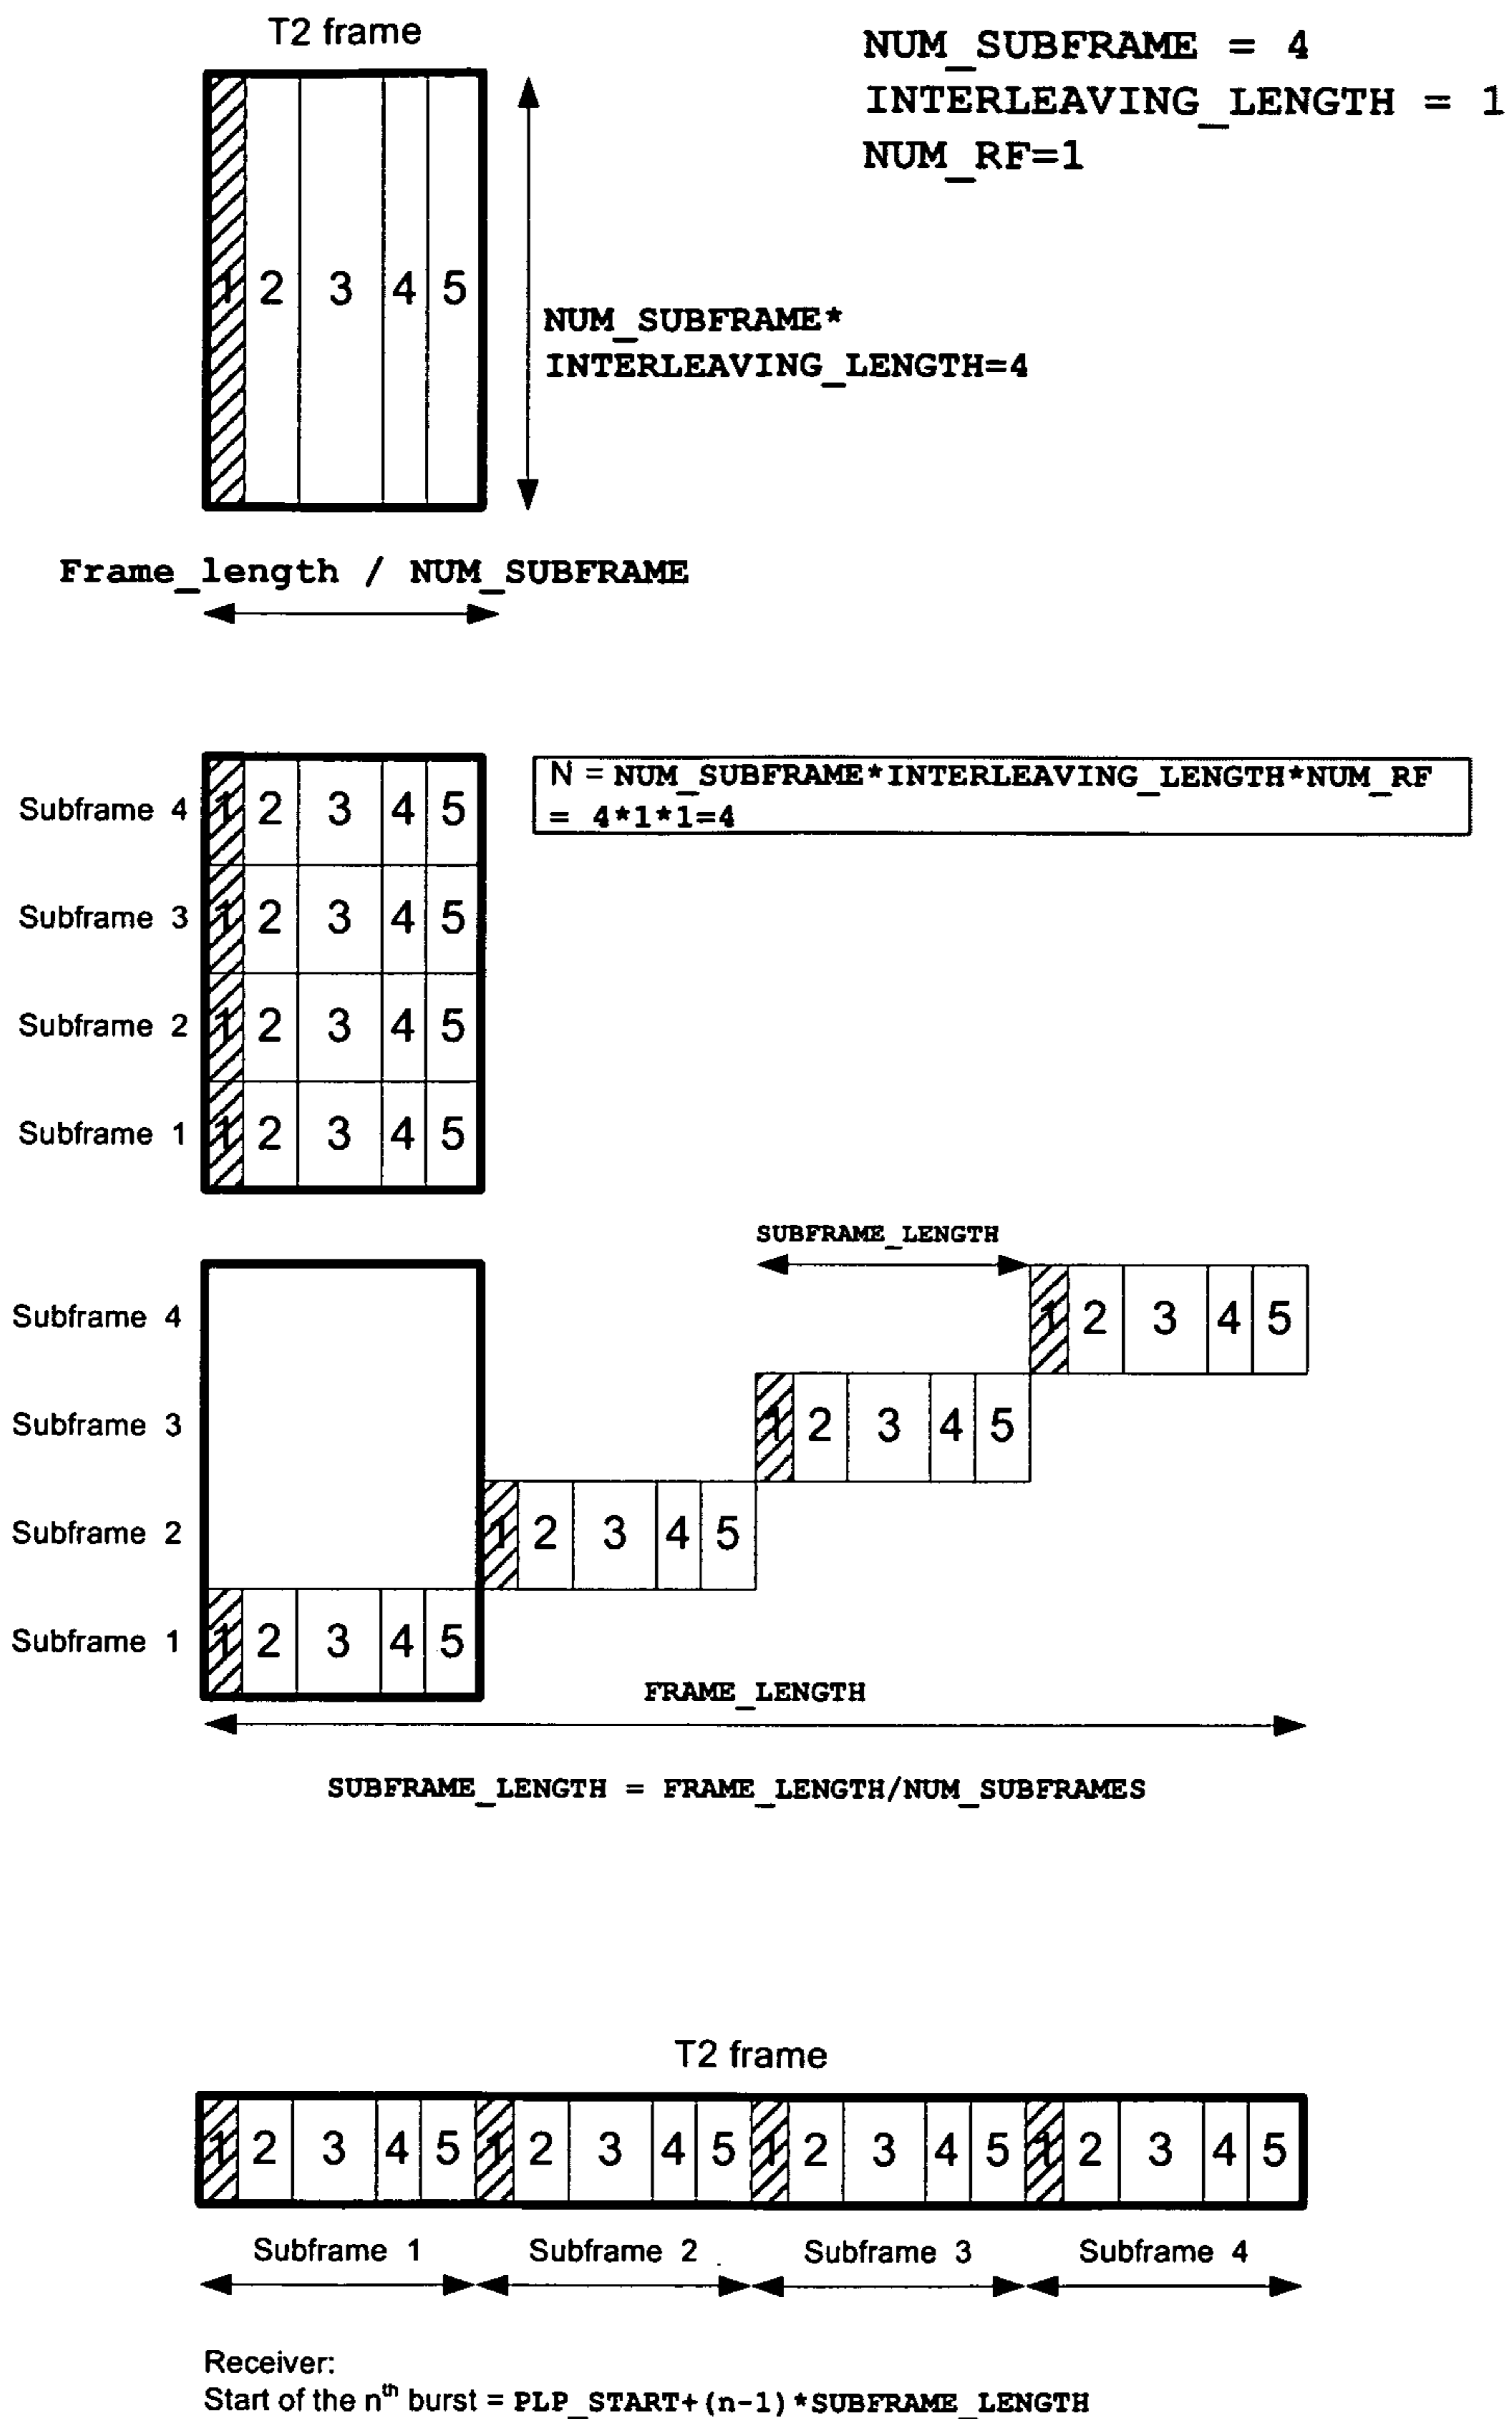 T2 frame
NUM_SUBFRAME = 4
INTERLEAVING_LENGTH = 1
NUM_RF=1
1 2 3 4 5
NUM_SUBFRAME*
INTERLEAVING_LENGTH=4
Frame_length / NUM_SUBFRAME
N = NUM_SUBFRAME*INTERLEAVING_LENGTH*NUM_RF
= 4*1*1=4
Subframe 4 1 2 3 4 5
Subframe 3 1 2 3 4 5
Subframe 2 1 2 3 4 5
Subframe 1 1 2 3 4 5
SUBFRAME_LENGTH
Subframe 4 1 2 3 4 5
Subframe 3 1 2 3 4 5
Subframe 2 1 2 3 4 5
Subframe 1 1 2 3 4 5
FRAME_LENGTH
SUBFRAME_LENGTH = FRAME_LENGTH/NUM_SUBFRAMES
T2 frame
1 2 3 4 5 1 2 3 4 5 1 2 3 4 5 1 2 3 4 5
Subframe 1 Subframe 2 Subframe 3 Subframe 4
Receiver:
Start of the nth burst = PLP_START+(n-1)*SUBFRAME_LENGTH